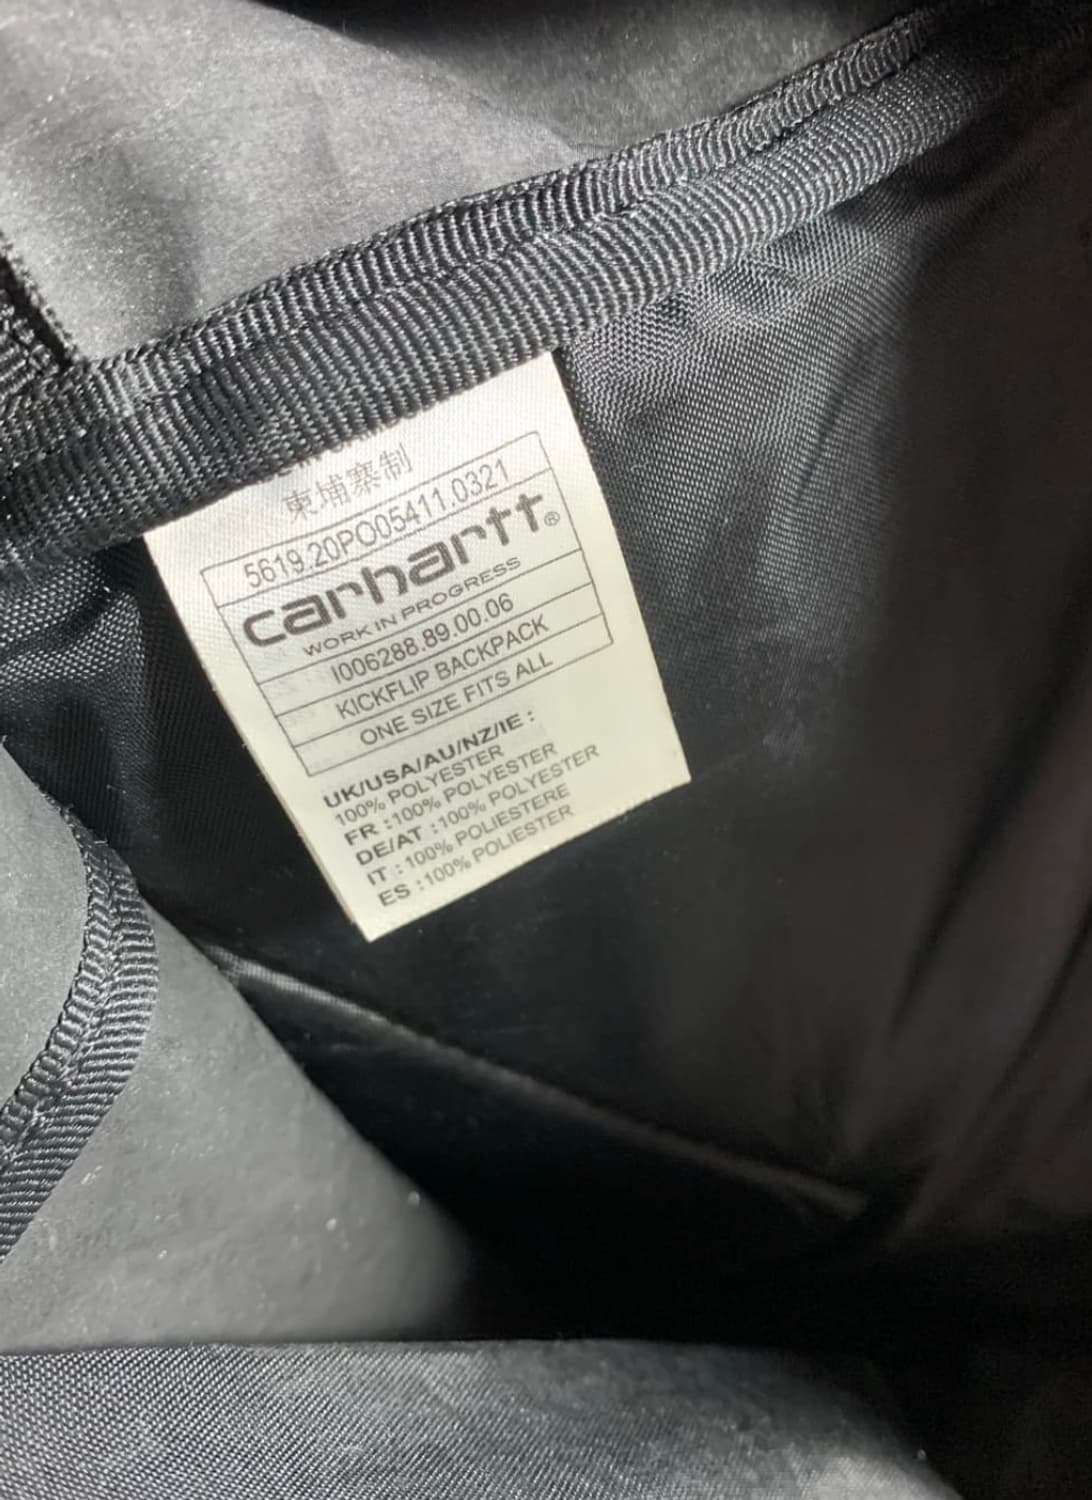 柬埔寨制
5619.20PO05411.0321
carhartt®
WORK IN PROGRESS
I006288.89.00.06
KICKFLIP BACKPACK
ONE SIZE FITS ALL
UK/USA/AU/NZ/IE :
100% POLYESTER
FR :100% POLYESTER
DE/AT :100% POLYESTER
IT : 100% POLIESTERE
ES :100% POLIESTER